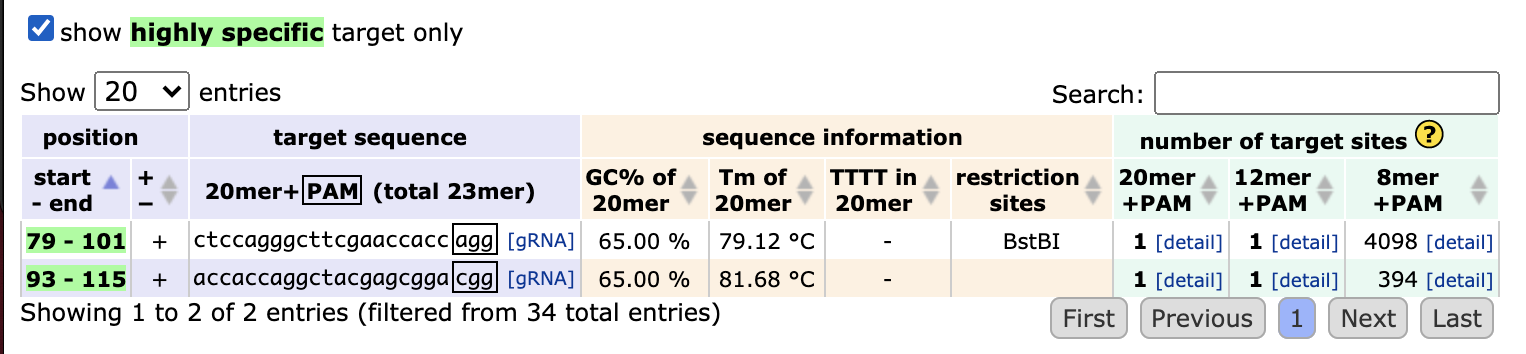 show highly specific target only
Show 20 entries
Search:
position target sequence sequence information number of target sites ?
start - end + − 20mer+PAM (total 23mer) GC% of 20mer Tm of 20mer TTTT in 20mer restriction sites 20mer +PAM 12mer +PAM 8mer +PAM
79 - 101 + ctccagggcttcgaaccaccagg [gRNA] 65.00 % 79.12 °C - BstBI 1 [detail] 1 [detail] 4098 [detail]
93 - 115 + accaccaggctacgagcggacgg [gRNA] 65.00 % 81.68 °C - 1 [detail] 1 [detail] 394 [detail]
Showing 1 to 2 of 2 entries (filtered from 34 total entries)
First Previous 1 Next Last